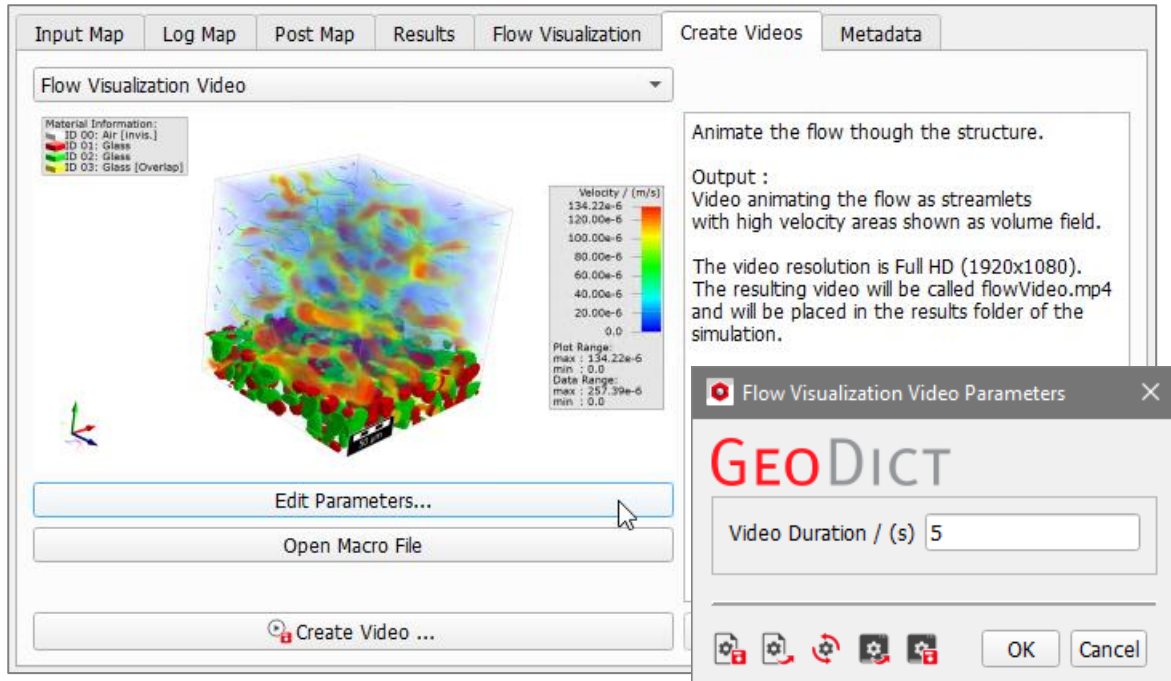 Input Map
Log Map
Post Map
Results
Flow Visualization
Create Videos
Metadata
Flow Visualization Video
Material Information:
ID 00: Air [invis.]
ID 01: Glass
ID 02: Glass
ID 03: Glass [Overlap]
Velocity / (m/s)
134.22e-6
120.00e-6
100.00e-6
80.00e-6
60.00e-6
40.00e-6
20.00e-6
0.0
Plot Range:
max : 134.22e-6
min : 0.0
Data Range:
max : 257.39e-6
min : 0.0
50 µm
Animate the flow though the structure.
Output :
Video animating the flow as streamlets
with high velocity areas shown as volume field.
The video resolution is Full HD (1920x1080).
The resulting video will be called flowVideo.mp4
and will be placed in the results folder of the
simulation.
Edit Parameters...
Open Macro File
Create Video ...
Flow Visualization Video Parameters
GEODICT
Video Duration / (s) 5
OK
Cancel